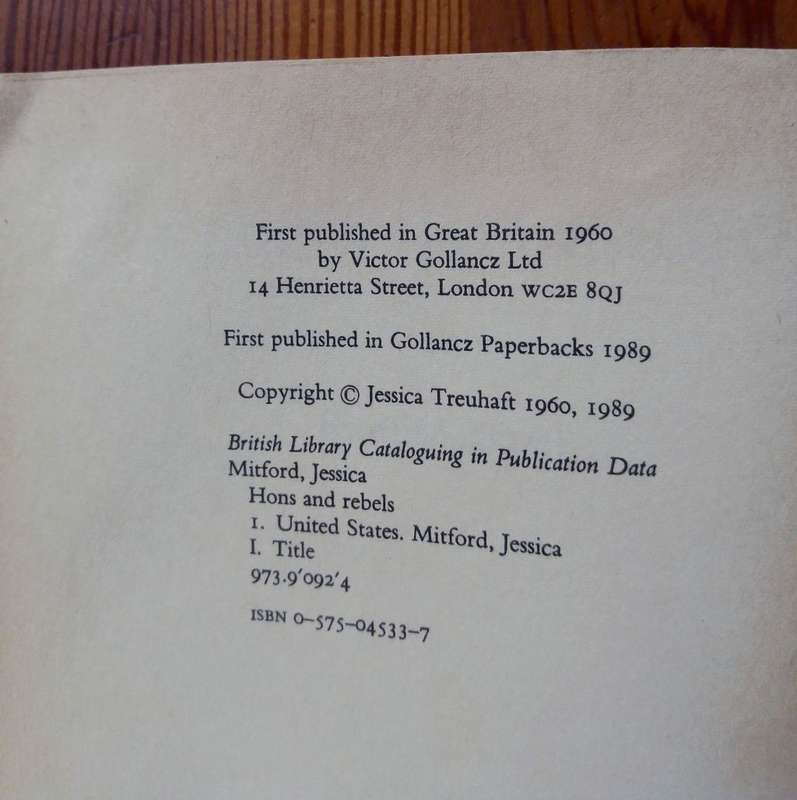 First published in Great Britain 1960
by Victor Gollancz Ltd
14 Henrietta Street, London WC2E 8QJ
First published in Gollancz Paperbacks 1989
Copyright © Jessica Treuhaft 1960, 1989
British Library Cataloguing in Publication Data
Mitford, Jessica
Hons and rebels
1. United States. Mitford, Jessica
I. Title
973.9′092′4
ISBN 0–575–04533–7